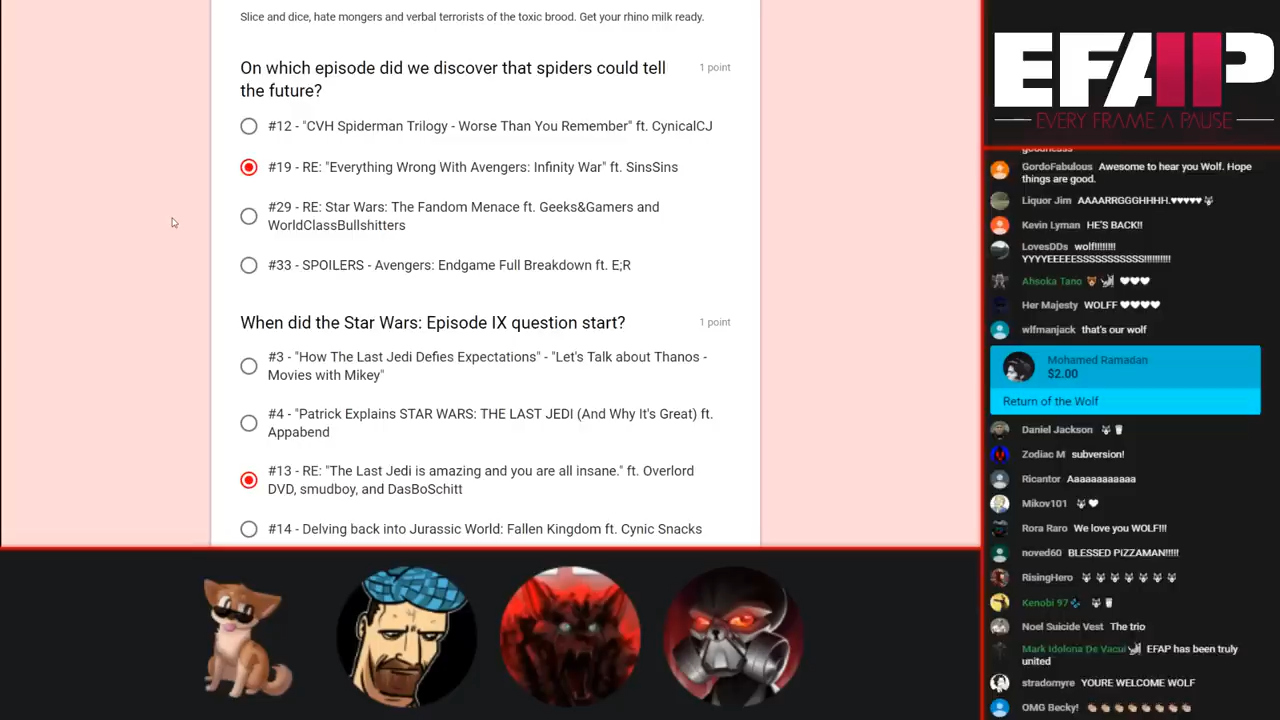 Slice and dice, hate mongers and verbal terrorists of the toxic brood. Get your rhino milk ready.
On which episode did we discover that spiders could tell
the future?
1 point
#12 - "CVH Spiderman Trilogy - Worse Than You Remember" ft. CynicalCJ
#19 - RE: "Everything Wrong With Avengers: Infinity War" ft. SinsSins
#29 - RE: Star Wars: The Fandom Menace ft. Geeks&Gamers and
WorldClassBullshitters
#33 - SPOILERS - Avengers: Endgame Full Breakdown ft. E;R
When did the Star Wars: Episode IX question start?
1 point
#3 - "How The Last Jedi Defies Expectations" - "Let's Talk about Thanos -
Movies with Mikey"
#4 - "Patrick Explains STAR WARS: THE LAST JEDI (And Why It's Great) ft.
Appabend
#13 - RE: "The Last Jedi is amazing and you are all insane." ft. Overlord
DVD, smudboy, and DasBoSchitt
#14 - Delving back into Jurassic World: Fallen Kingdom ft. Cynic Snacks
EFAP
EVERY FRAME A PAUSE
GordoFabulous Awesome to hear you Wolf. Hope
things are good.
Liquor Jim AAAARRGGGHHHH.♥♥♥♥♥
Kevin Lyman HE'S BACK!!
LovesDDs wolf!!!!!!!!
YYYYEEEEESSSSSSSSSSS!!!!!!!!!!
Ahsoka Tano ♥♥♥
Her Majesty WOLFF ♥♥♥♥
wlfmanjack that's our wolf
Mohamed Ramadan
$2.00
Return of the Wolf
Daniel Jackson
Zodiac M subversion!
Ricantor Aaaaaaaaaaa
Mikov101 ♥
Rora Raro We love you WOLF!!!
noved60 BLESSED PIZZAMAN!!!!!
RisingHero
Kenobi 97
Noel Suicide Vest The trio
Mark Idolona De Vacui EFAP has been truly
united
stradomyre YOURE WELCOME WOLF
OMG Becky!